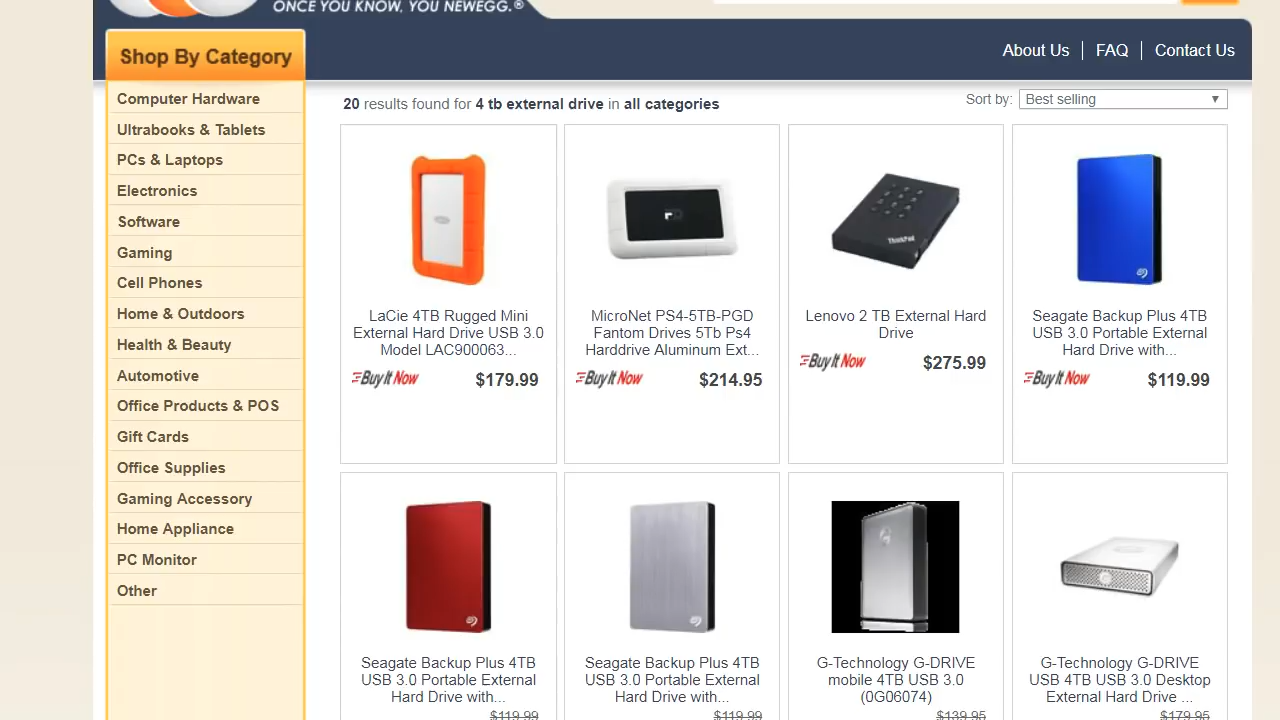 ONCE YOU KNOW, YOU NEWEGG.®
Shop By Category
About Us
FAQ
Contact Us
Computer Hardware
Ultrabooks & Tablets
PCs & Laptops
Electronics
Software
Gaming
Cell Phones
Home & Outdoors
Health & Beauty
Automotive
Office Products & POS
Gift Cards
Office Supplies
Gaming Accessory
Home Appliance
PC Monitor
Other
20 results found for 4 tb external drive in all categories
Sort by: Best selling
LaCie 4TB Rugged Mini
External Hard Drive USB 3.0
Model LAC900063...
Buy It Now $179.99
MicroNet PS4-5TB-PGD
Fantom Drives 5Tb Ps4
Harddrive Aluminum Ext...
Buy It Now $214.95
ThinkPad
Lenovo 2 TB External Hard
Drive
Buy It Now $275.99
Seagate Backup Plus 4TB
USB 3.0 Portable External
Hard Drive with...
Buy It Now $119.99
Seagate Backup Plus 4TB
USB 3.0 Portable External
Hard Drive with...
$119.99
Seagate Backup Plus 4TB
USB 3.0 Portable External
Hard Drive with...
$119.99
G-Technology G-DRIVE
mobile 4TB USB 3.0
(0G06074)
$139.95
G-Technology G-DRIVE
USB 4TB USB 3.0 Desktop
External Hard Drive ...
$179.95